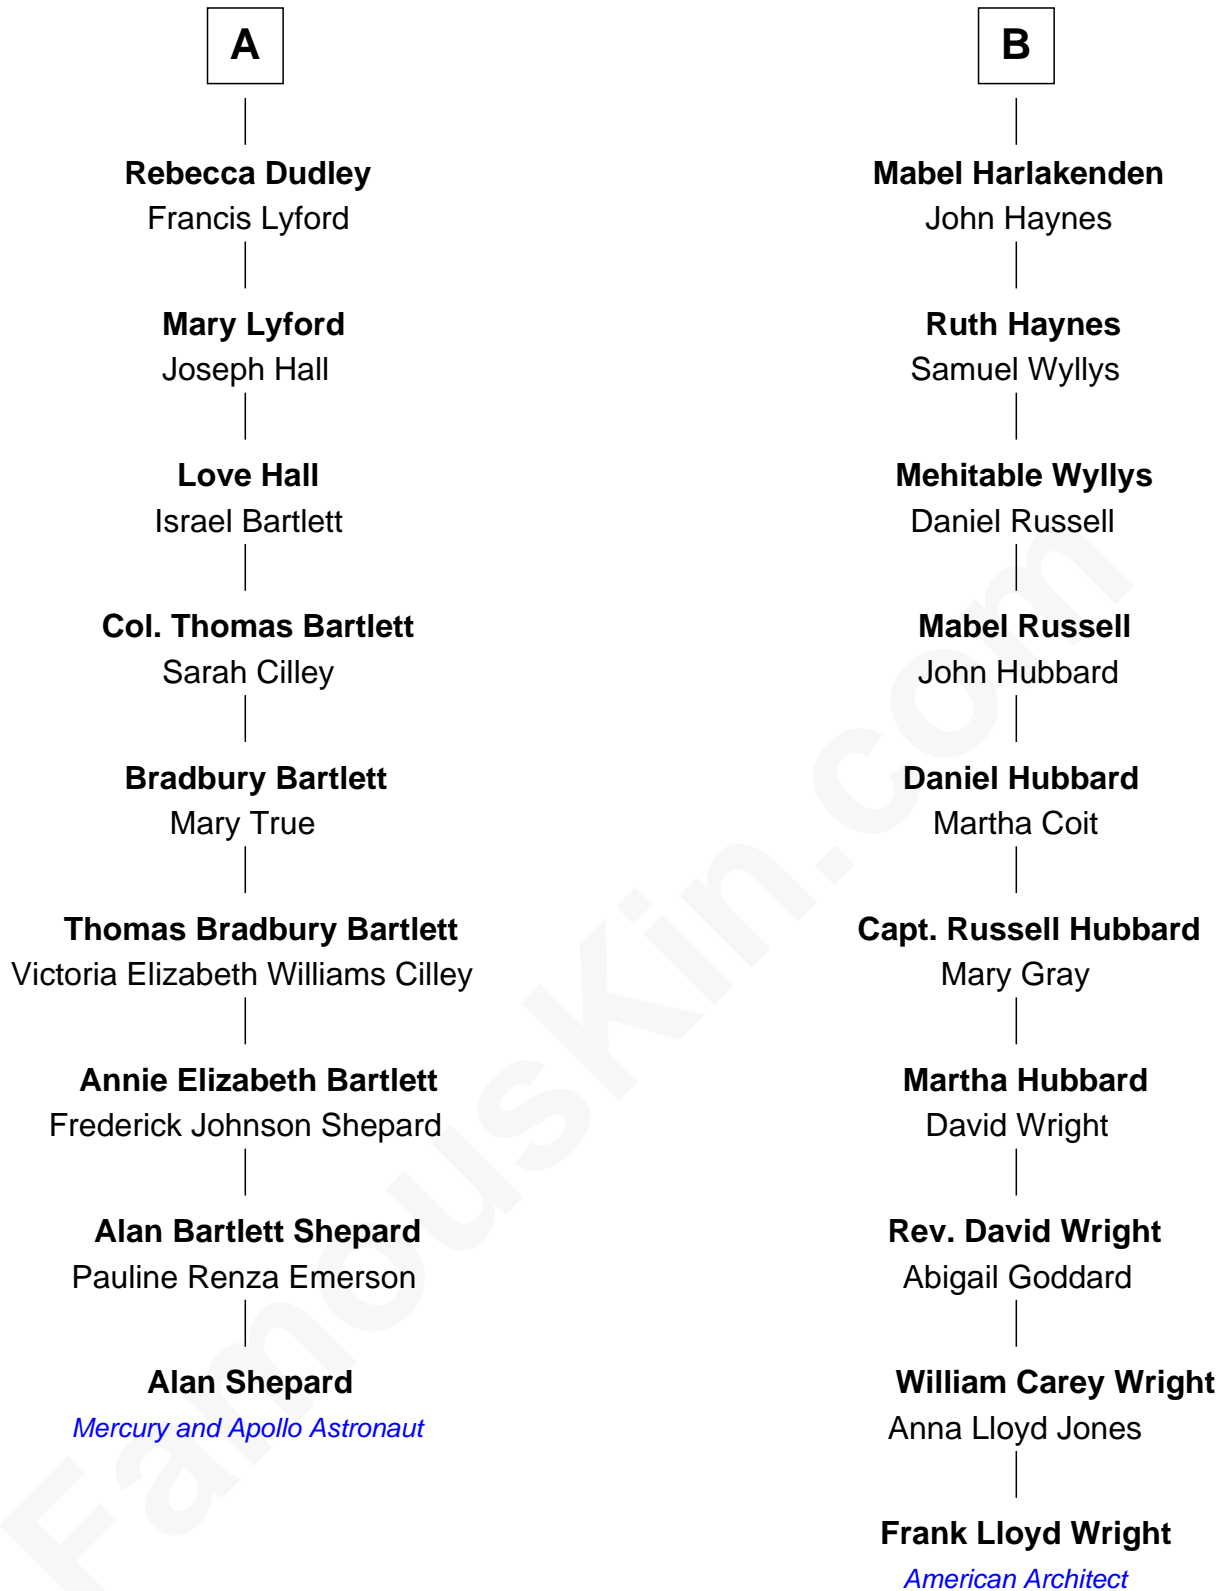 A
Rebecca Dudley
Francis Lyford
Mary Lyford
Joseph Hall
Love Hall
Israel Bartlett
Col. Thomas Bartlett
Sarah Cilley
Bradbury Bartlett
Mary True
Thomas Bradbury Bartlett
Victoria Elizabeth Williams Cilley
Annie Elizabeth Bartlett
Frederick Johnson Shepard
Alan Bartlett Shepard
Pauline Renza Emerson
Alan Shepard
Mercury and Apollo Astronaut
B
Mabel Harlakenden
John Haynes
Ruth Haynes
Samuel Wyllys
Mehitable Wyllys
Daniel Russell
Mabel Russell
John Hubbard
Daniel Hubbard
Martha Coit
Capt. Russell Hubbard
Mary Gray
Martha Hubbard
David Wright
Rev. David Wright
Abigail Goddard
William Carey Wright
Anna Lloyd Jones
Frank Lloyd Wright
American Architect
FamousKin.com